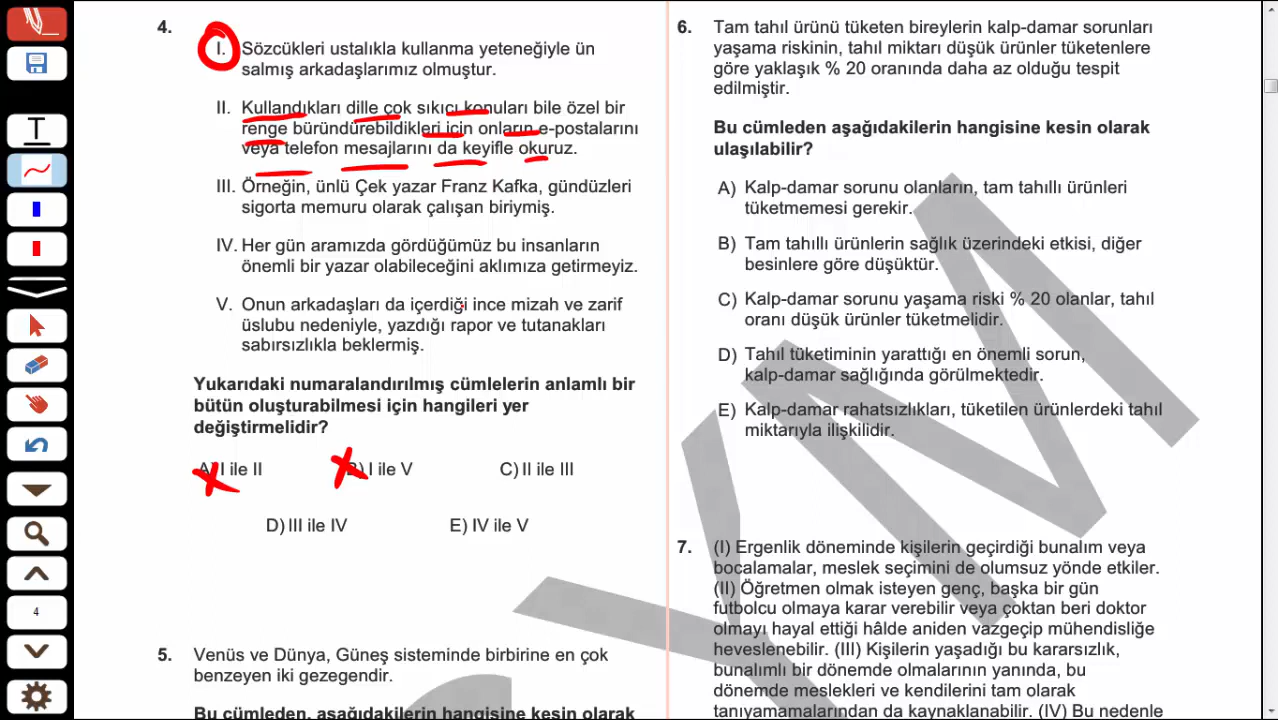 4.
I. Sözcükleri ustalıkla kullanma yeteneğiyle ün
salmış arkadaşlarımız olmuştur.
II. Kullandıkları dille çok sıkıcı konuları bile özel bir
renge büründürebildikleri için onların e-postalarını
veya telefon mesajlarını da keyifle okuruz.
III. Örneğin, ünlü Çek yazar Franz Kafka, gündüzleri
sigorta memuru olarak çalışan biriymiş.
IV. Her gün aramızda gördüğümüz bu insanların
önemli bir yazar olabileceğini aklımıza getirmeyiz.
V. Onun arkadaşları da içerdiği ince mizah ve zarif
üslubu nedeniyle, yazdığı rapor ve tutanakları
sabırsızlıkla beklermiş.
Yukarıdaki numaralandırılmış cümlelerin anlamlı bir
bütün oluşturabilmesi için hangileri yer
değiştirmelidir?
A) I ile II B) I ile V C) II ile III
D) III ile IV E) IV ile V
5. Venüs ve Dünya, Güneş sisteminde birbirine en çok
benzeyen iki gezegendir.
Bu cümleden, aşağıdakilerin hangisine kesin olarak
6. Tam tahıl ürünü tüketen bireylerin kalp-damar sorunları
yaşama riskinin, tahıl miktarı düşük ürünler tüketenlere
göre yaklaşık % 20 oranında daha az olduğu tespit
edilmiştir.
Bu cümleden aşağıdakilerin hangisine kesin olarak
ulaşılabilir?
A) Kalp-damar sorunu olanların, tam tahıllı ürünleri
tüketmemesi gerekir.
B) Tam tahıllı ürünlerin sağlık üzerindeki etkisi, diğer
besinlere göre düşüktür.
C) Kalp-damar sorunu yaşama riski % 20 olanlar, tahıl
oranı düşük ürünler tüketmelidir.
D) Tahıl tüketiminin yarattığı en önemli sorun,
kalp-damar sağlığında görülmektedir.
E) Kalp-damar rahatsızlıkları, tüketilen ürünlerdeki tahıl
miktarıyla ilişkilidir.
7. (I) Ergenlik döneminde kişilerin geçirdiği bunalım veya
bocalamalar, meslek seçimini de olumsuz yönde etkiler.
(II) Öğretmen olmak isteyen genç, başka bir gün
futbolcu olmaya karar verebilir veya çoktan beri doktor
olmayı hayal ettiği hâlde aniden vazgeçip mühendisliğe
heveslenebilir. (III) Kişilerin yaşadığı bu kararsızlık,
bunalımlı bir dönemde olmalarının yanında, bu
dönemde meslekleri ve kendilerini tam olarak
tanıyamamalarından da kaynaklanabilir. (IV) Bu nedenle
T
4